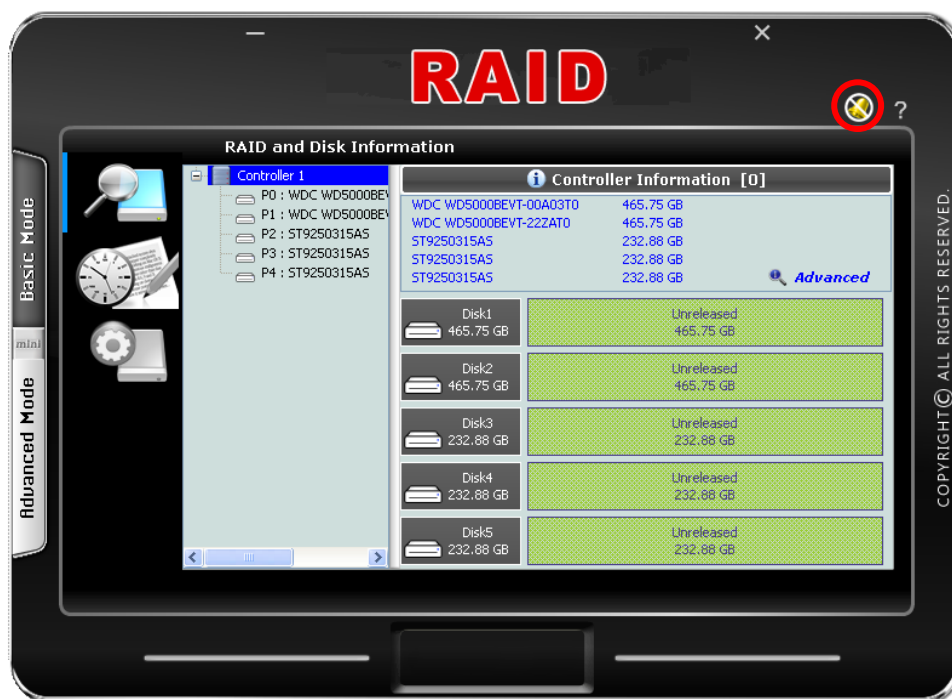 RAID
?
RAID and Disk Information
Basic Mode
mini
Advanced Mode
Controller 1
P0 : WDC WD5000BEV
P1 : WDC WD5000BEV
P2 : ST9250315AS
P3 : ST9250315AS
P4 : ST9250315AS
Controller Information [0]
WDC WD5000BEVT-00A03T0 465.75 GB
WDC WD5000BEVT-22ZAT0 465.75 GB
ST9250315AS 232.88 GB
ST9250315AS 232.88 GB
ST9250315AS 232.88 GB
Advanced
Disk1
465.75 GB
Unreleased
465.75 GB
Disk2
465.75 GB
Unreleased
465.75 GB
Disk3
232.88 GB
Unreleased
232.88 GB
Disk4
232.88 GB
Unreleased
232.88 GB
Disk5
232.88 GB
Unreleased
232.88 GB
COPYRIGHT© ALL RIGHTS RESERVED.